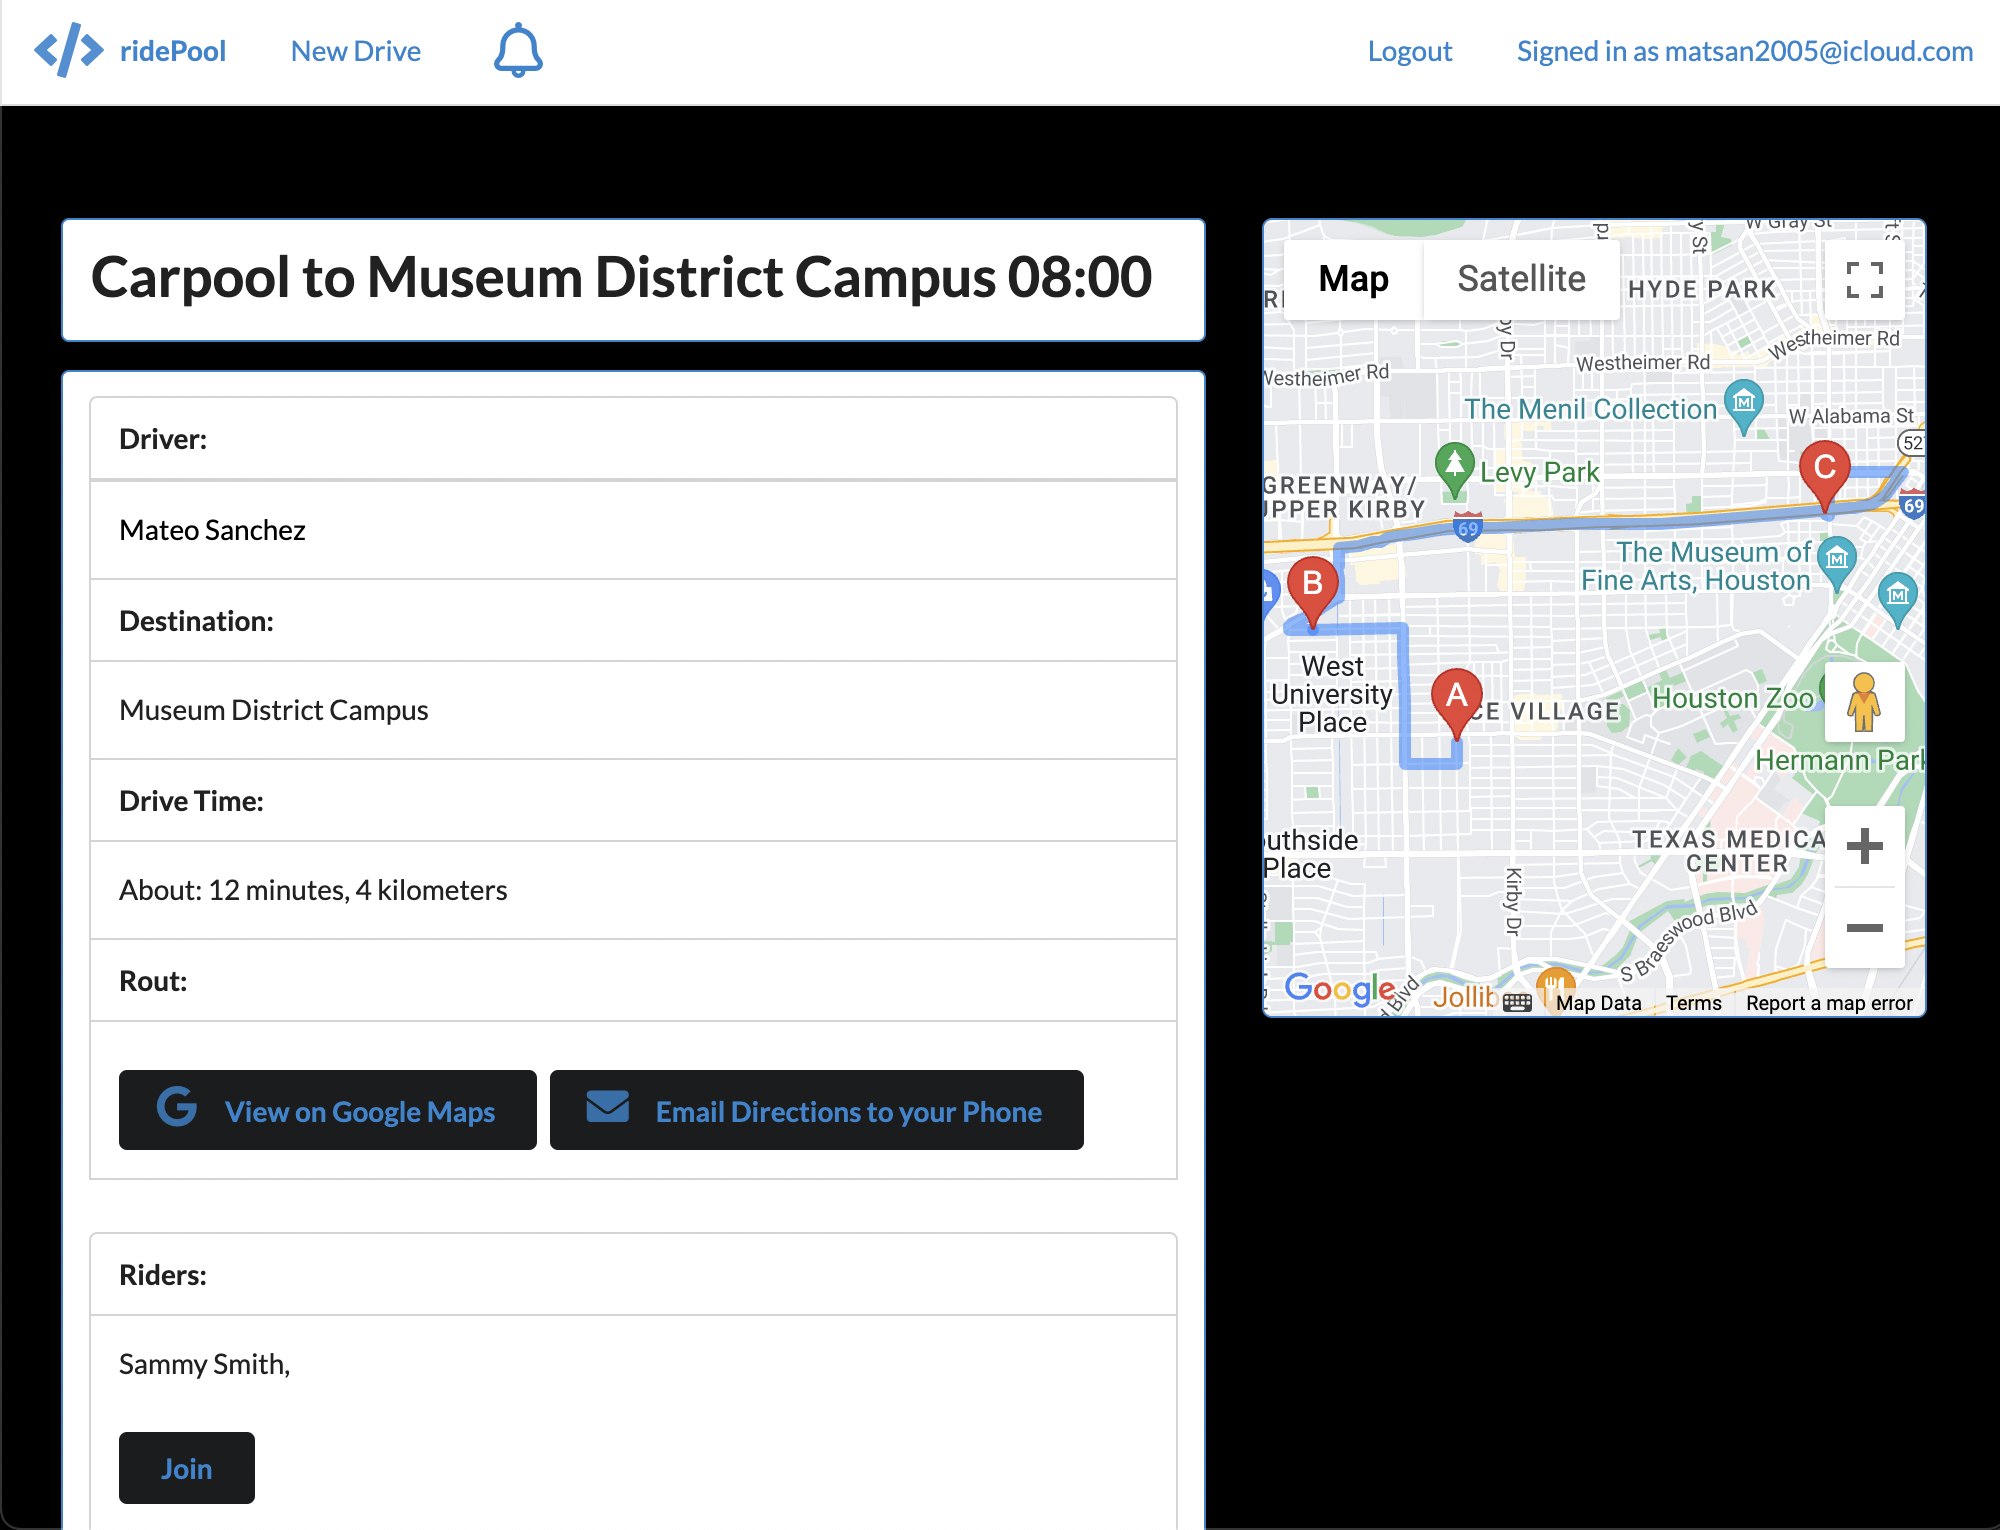 ridePool
New Drive
Logout
Signed in as matsan2005@icloud.com
Carpool to Museum District Campus 08:00
Driver:
Mateo Sanchez
Destination:
Museum District Campus
Drive Time:
About: 12 minutes, 4 kilometers
Rout:
View on Google Maps
Email Directions to your Phone
Riders:
Sammy Smith,
Join
W Gray St
Map
Satellite
HYDE PARK
Westheimer Rd
Westheimer Rd
Westheimer Rd
The Menil Collection
W Alabama St
52
C
Levy Park
GREENWAY/
UPPER KIRBY
69
69
The Museum of
Fine Arts, Houston
B
West
University
Place
A
CE VILLAGE
Houston Zoo
Hermann Park
TEXAS MEDICA
CENTER
outhside
Place
Kirby Dr
S Braeswood Blvd
Blvd
Google
Jollib
Map Data
Terms
Report a map error